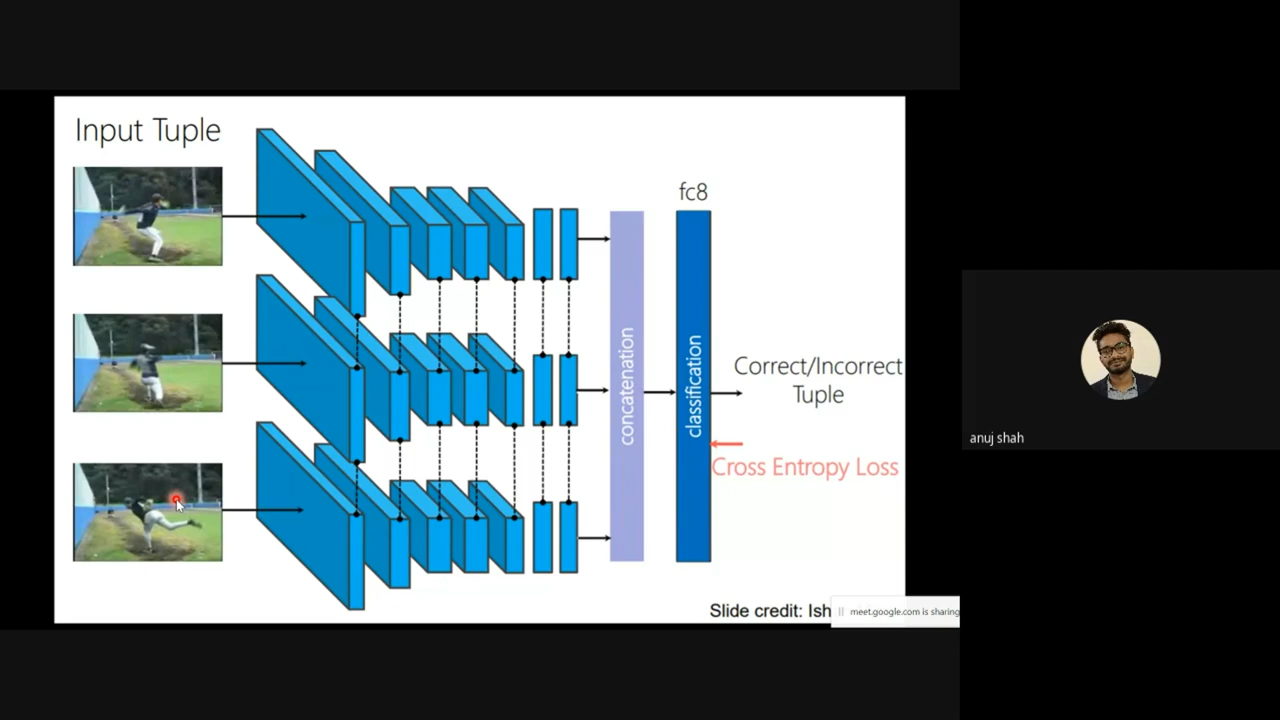 Input Tuple
fc8
concatenation
classification
Correct/Incorrect
Tuple
Cross Entropy Loss
Slide credit: Ish
meet.google.com is sharing
anuj shah